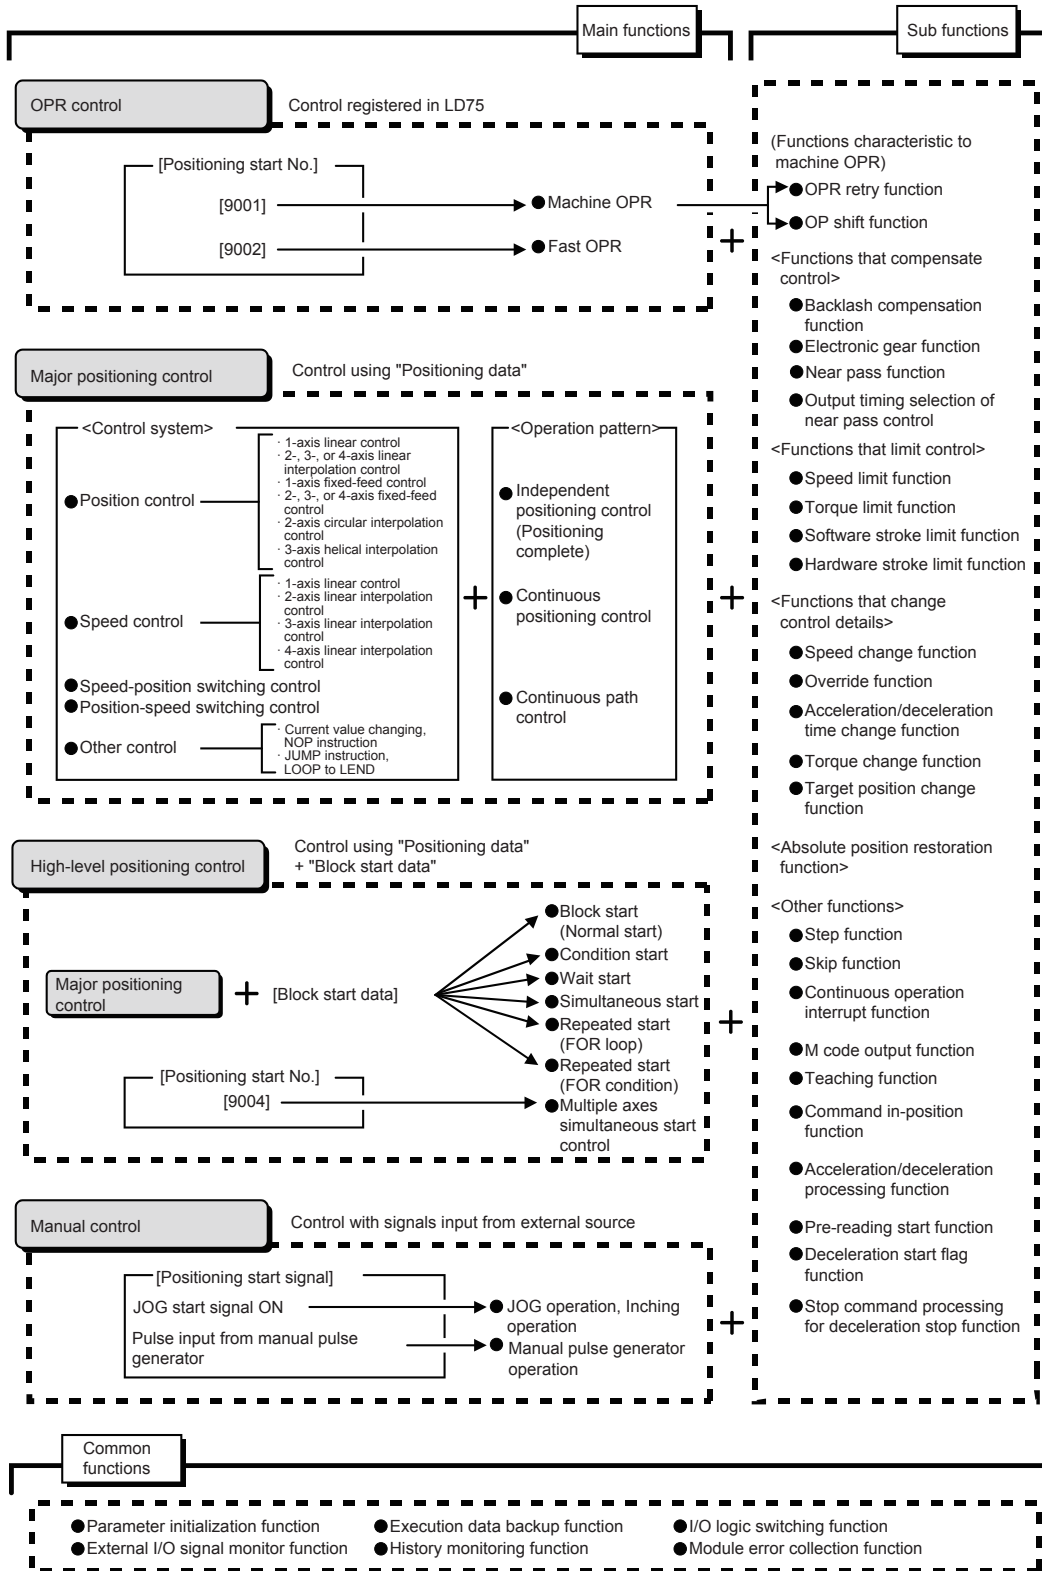 Main functions
Sub functions
OPR control
Control registered in LD75
[Positioning start No.]
[9001]
[9002]
●Machine OPR
●Fast OPR
(Functions characteristic to
machine OPR)
●OPR retry function
●OP shift function
<Functions that compensate
control>
●Backlash compensation
function
●Electronic gear function
●Near pass function
●Output timing selection of
near pass control
<Functions that limit control>
●Speed limit function
●Torque limit function
●Software stroke limit function
●Hardware stroke limit function
<Functions that change
control details>
●Speed change function
●Override function
●Acceleration/deceleration
time change function
●Torque change function
●Target position change
function
<Absolute position restoration
function>
<Other functions>
●Step function
●Skip function
●Continuous operation
interrupt function
●M code output function
●Teaching function
●Command in-position
function
●Acceleration/deceleration
processing function
●Pre-reading start function
●Deceleration start flag
function
●Stop command processing
for deceleration stop function
Major positioning control
Control using "Positioning data"
<Control system>
●Position control
· 1-axis linear control
· 2-, 3-, or 4-axis linear
interpolation control
· 1-axis fixed-feed control
· 2-, 3-, or 4-axis fixed-feed
control
· 2-axis circular interpolation
control
· 3-axis helical interpolation
control
●Speed control
· 1-axis linear control
· 2-axis linear interpolation
control
· 3-axis linear interpolation
control
· 4-axis linear interpolation
control
●Speed-position switching control
●Position-speed switching control
●Other control
· Current value changing,
NOP instruction
· JUMP instruction,
LOOP to LEND
+
<Operation pattern>
●Independent
positioning control
(Positioning
complete)
●Continuous
positioning control
●Continuous path
control
+
High-level positioning control
Control using "Positioning data"
+ "Block start data"
Major positioning
control
+
[Block start data]
●Block start
(Normal start)
●Condition start
●Wait start
●Simultaneous start
●Repeated start
(FOR loop)
●Repeated start
(FOR condition)
●Multiple axes
simultaneous start
control
[Positioning start No.]
[9004]
+
Manual control
Control with signals input from external source
[Positioning start signal]
JOG start signal ON
●JOG operation, Inching
operation
Pulse input from manual pulse
generator
●Manual pulse generator
operation
+
Common
functions
●Parameter initialization function
●Execution data backup function
●I/O logic switching function
●External I/O signal monitor function
●History monitoring function
●Module error collection function